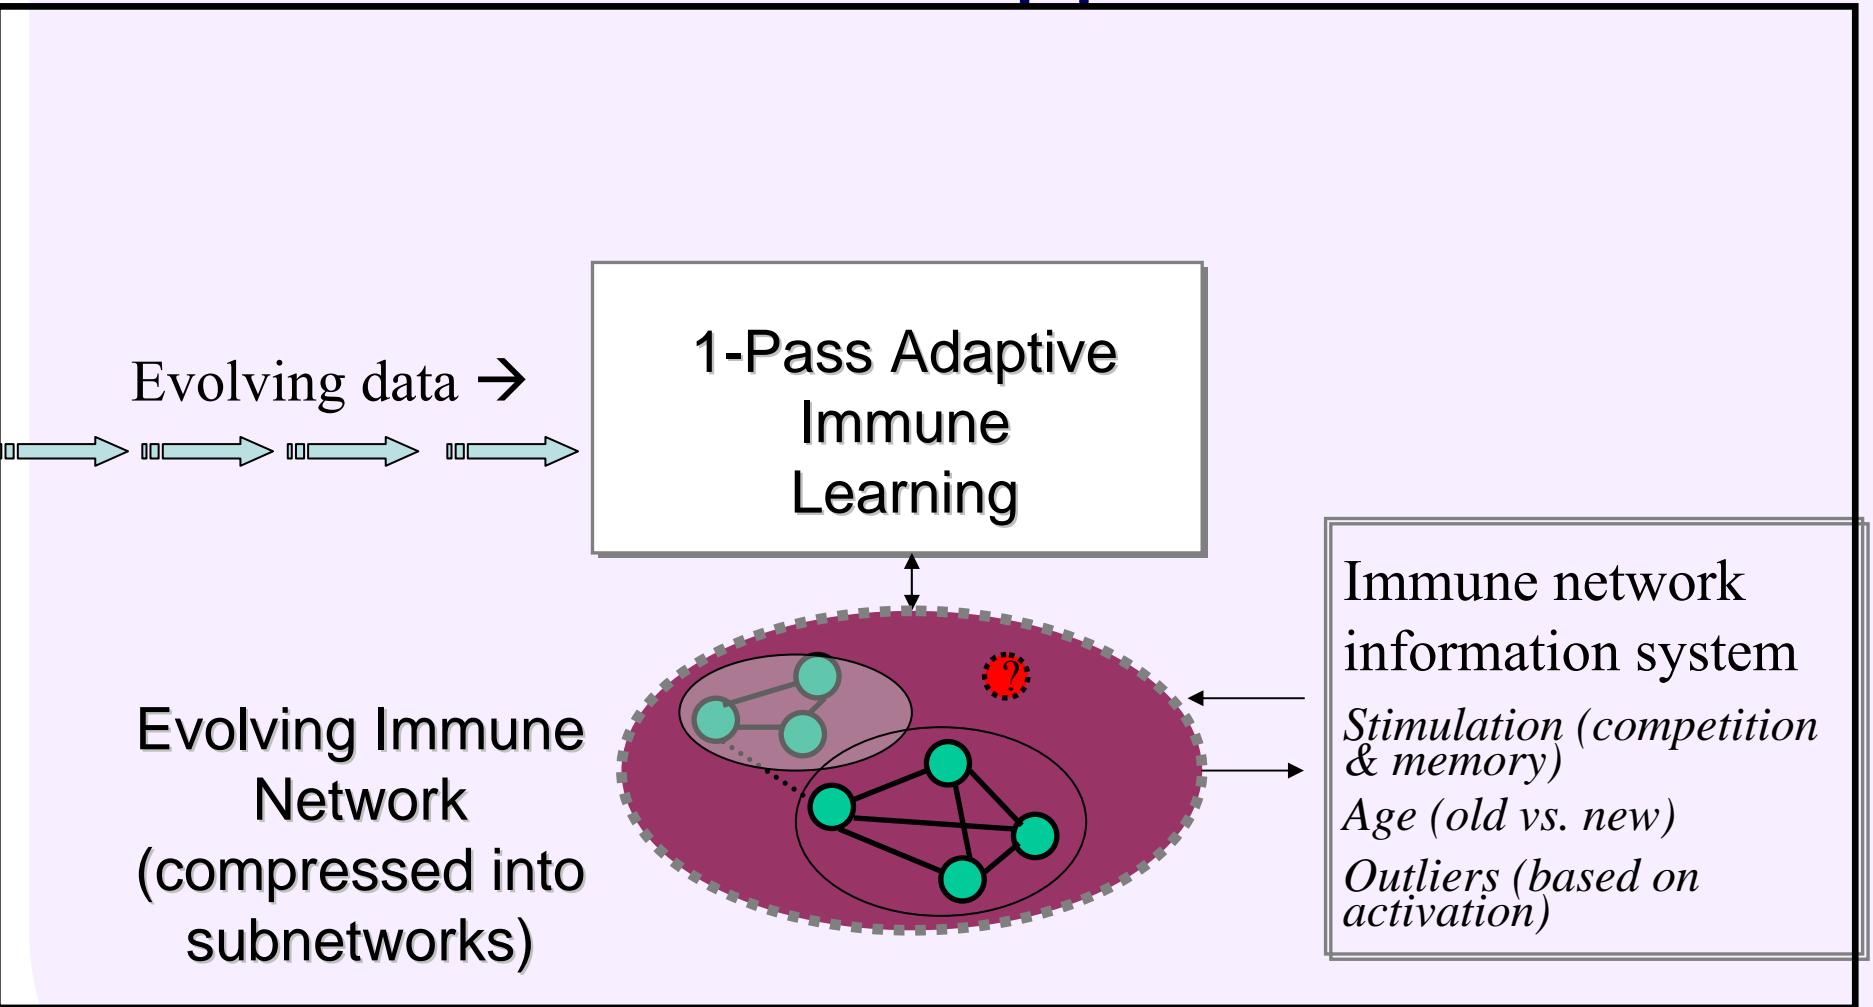 1-Pass Adaptive
Immune
Learning
Evolving data →
Immune network
information system
Stimulation (competition
& memory)
Age (old vs. new)
Outliers (based on
activation)
?
Evolving Immune
Network
(compressed into
subnetworks)